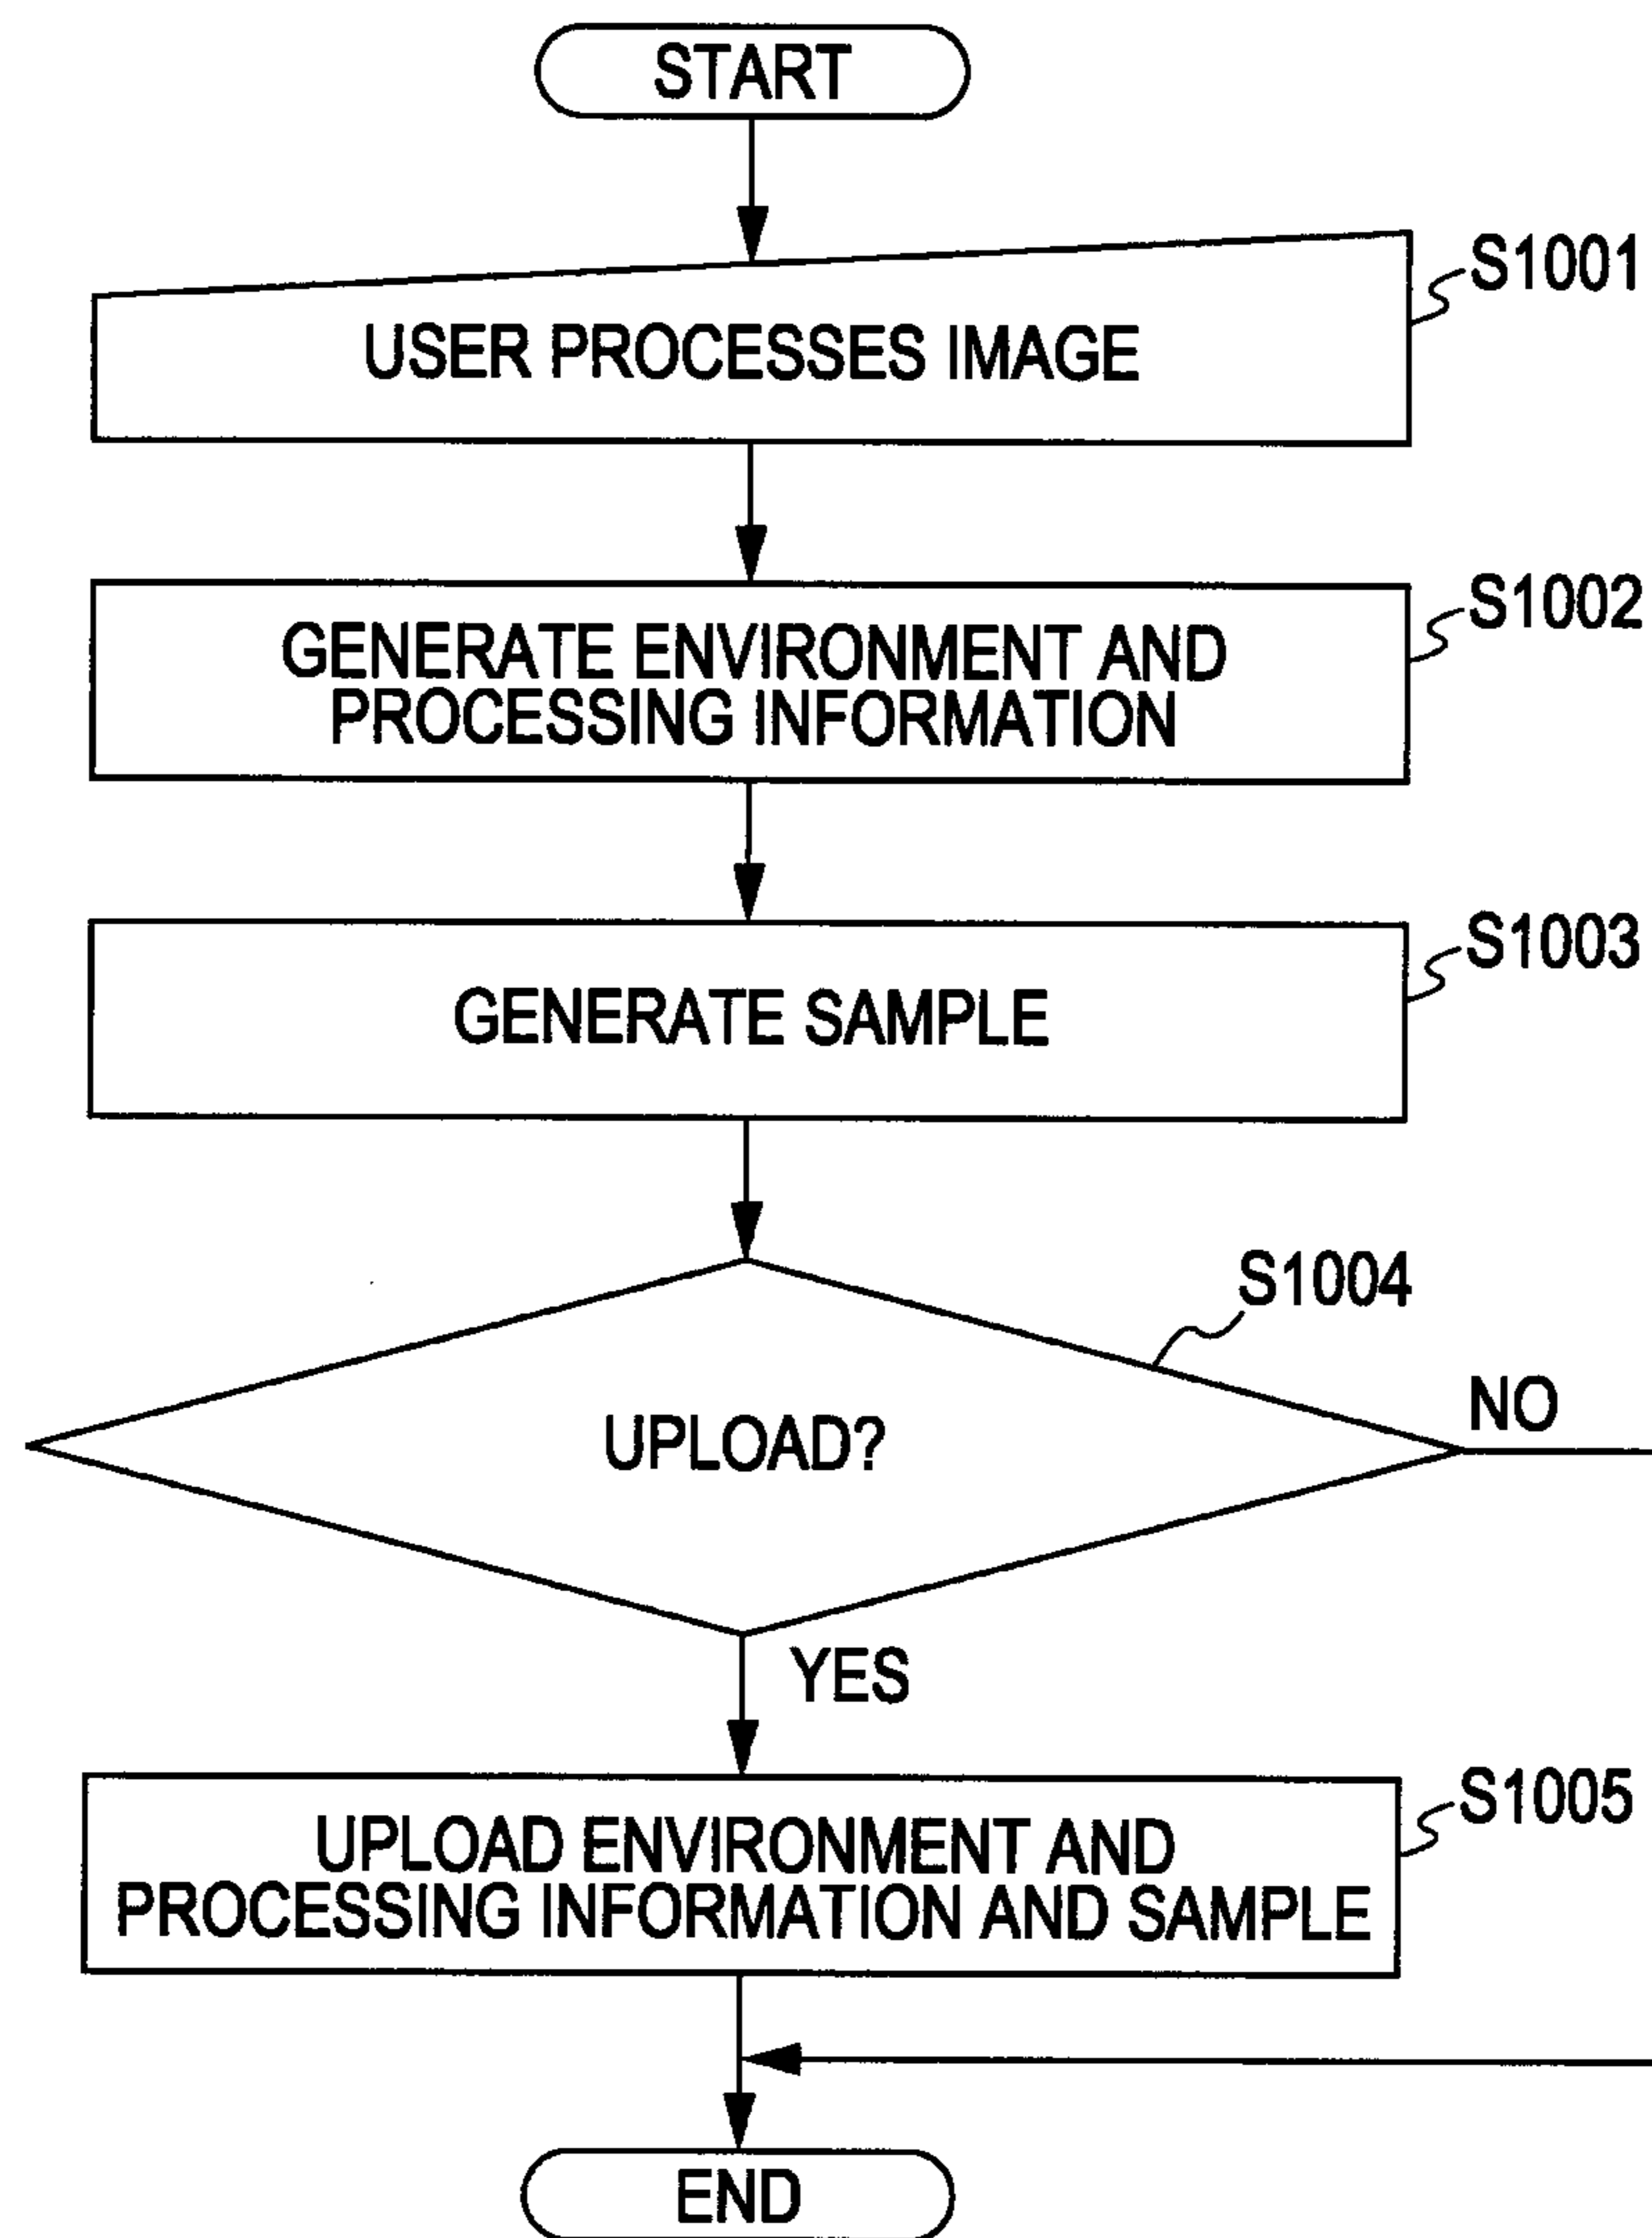 START
S1001
USER PROCESSES IMAGE
S1002
GENERATE ENVIRONMENT AND
PROCESSING INFORMATION
S1003
GENERATE SAMPLE
S1004
NO
UPLOAD?
YES
S1005
UPLOAD ENVIRONMENT AND
PROCESSING INFORMATION AND SAMPLE
END